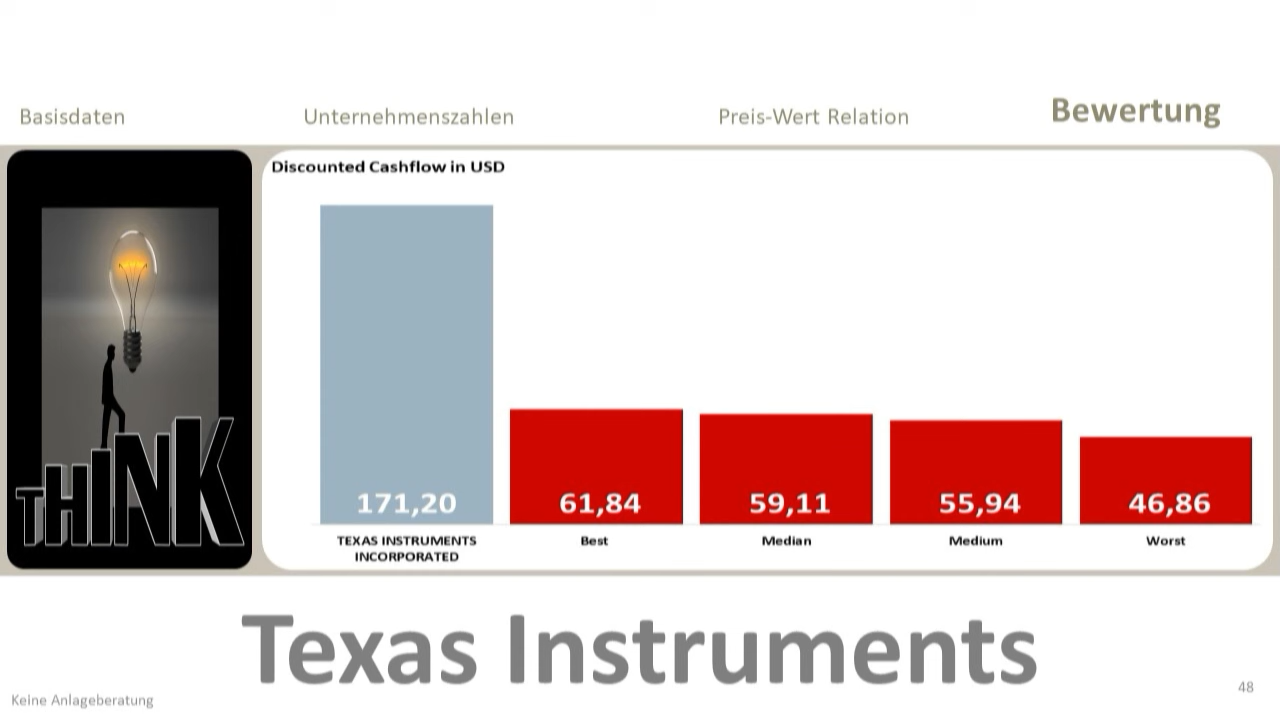 Basisdaten
Unternehmenszahlen
Preis-Wert Relation
Bewertung
Discounted Cashflow in USD
THINK
171,20
61,84
59,11
55,94
46,86
TEXAS INSTRUMENTS
INCORPORATED
Best
Median
Medium
Worst
Texas Instruments
Keine Anlageberatung
48